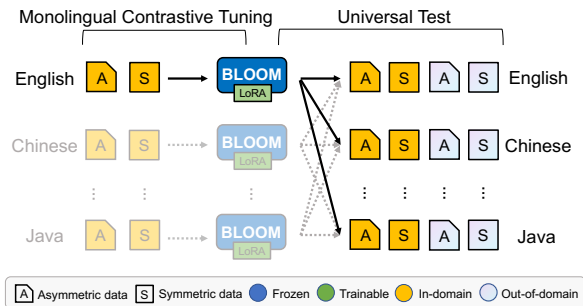 Monolingual Contrastive Tuning Universal Test
English A S BLOOM LoRA A S A S English
Chinese A S BLOOM LoRA A S A S Chinese
⋮ ⋮ ⋮ ⋮ ⋮ ⋮ ⋮
Java A S BLOOM LoRA A S A S Java
A Asymmetric data S Symmetric data Frozen Trainable In-domain Out-of-domain